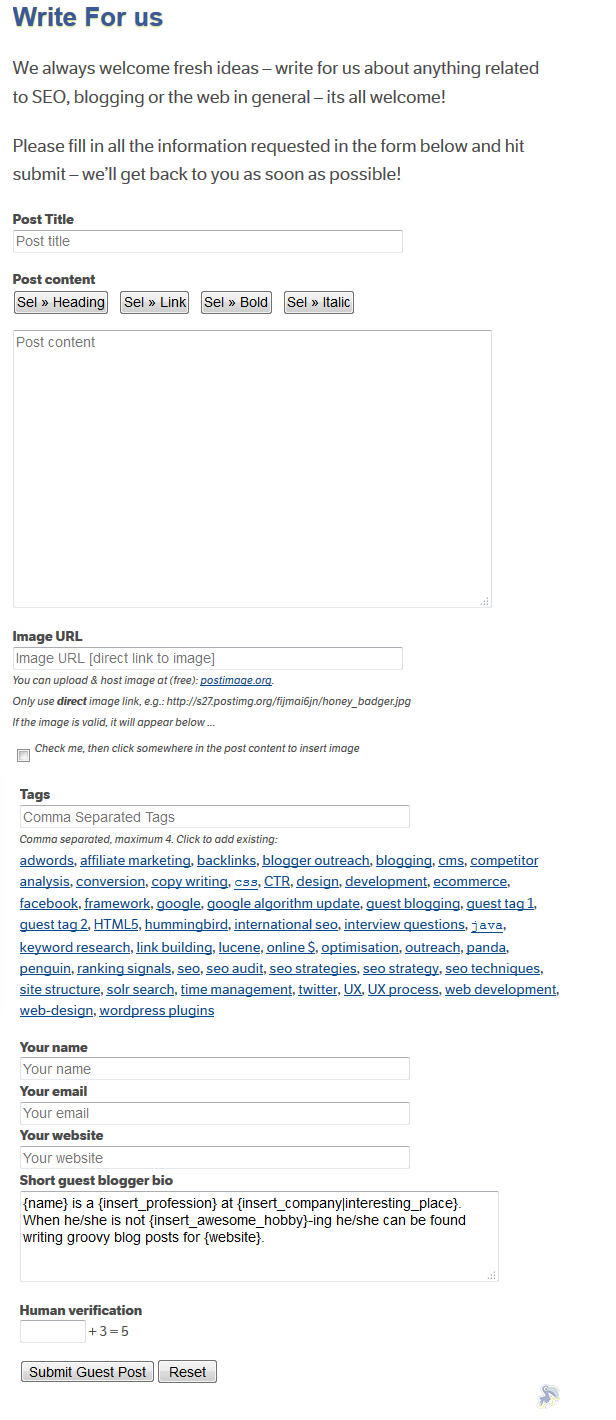 Write For us
We always welcome fresh ideas – write for us about anything related
to SEO, blogging or the web in general – its all welcome!
Please fill in all the information requested in the form below and hit
submit – we'll get back to you as soon as possible!
Post Title
Post title
Post content
Sel » Heading Sel » Link Sel » Bold Sel » Italic
Post content
Image URL
Image URL [direct link to image]
You can upload & host image at (free): postimage.org.
Only use direct image link, e.g.: http://s27.postimg.org/fijmai6jn/honey_badger.jpg
If the image is valid, it will appear below ...
Check me, then click somewhere in the post content to insert image
Tags
Comma Separated Tags
Comma separated, maximum 4. Click to add existing:
adwords, affiliate marketing, backlinks, blogger outreach, blogging, cms, competitor
analysis, conversion, copy writing, css, CTR, design, development, ecommerce,
facebook, framework, google, google algorithm update, guest blogging, guest tag 1,
guest tag 2, HTML5, hummingbird, international seo, interview questions, java,
keyword research, link building, lucene, online $, optimisation, outreach, panda,
penguin, ranking signals, seo, seo audit, seo strategies, seo strategy, seo techniques,
site structure, solr search, time management, twitter, UX, UX process, web development,
web-design, wordpress plugins
Your name
Your name
Your email
Your email
Your website
Your website
Short guest blogger bio
{name} is a {insert_profession} at {insert_company|interesting_place}.
When he/she is not {insert_awesome_hobby}-ing he/she can be found
writing groovy blog posts for {website}.
Human verification
+ 3 = 5
Submit Guest Post Reset